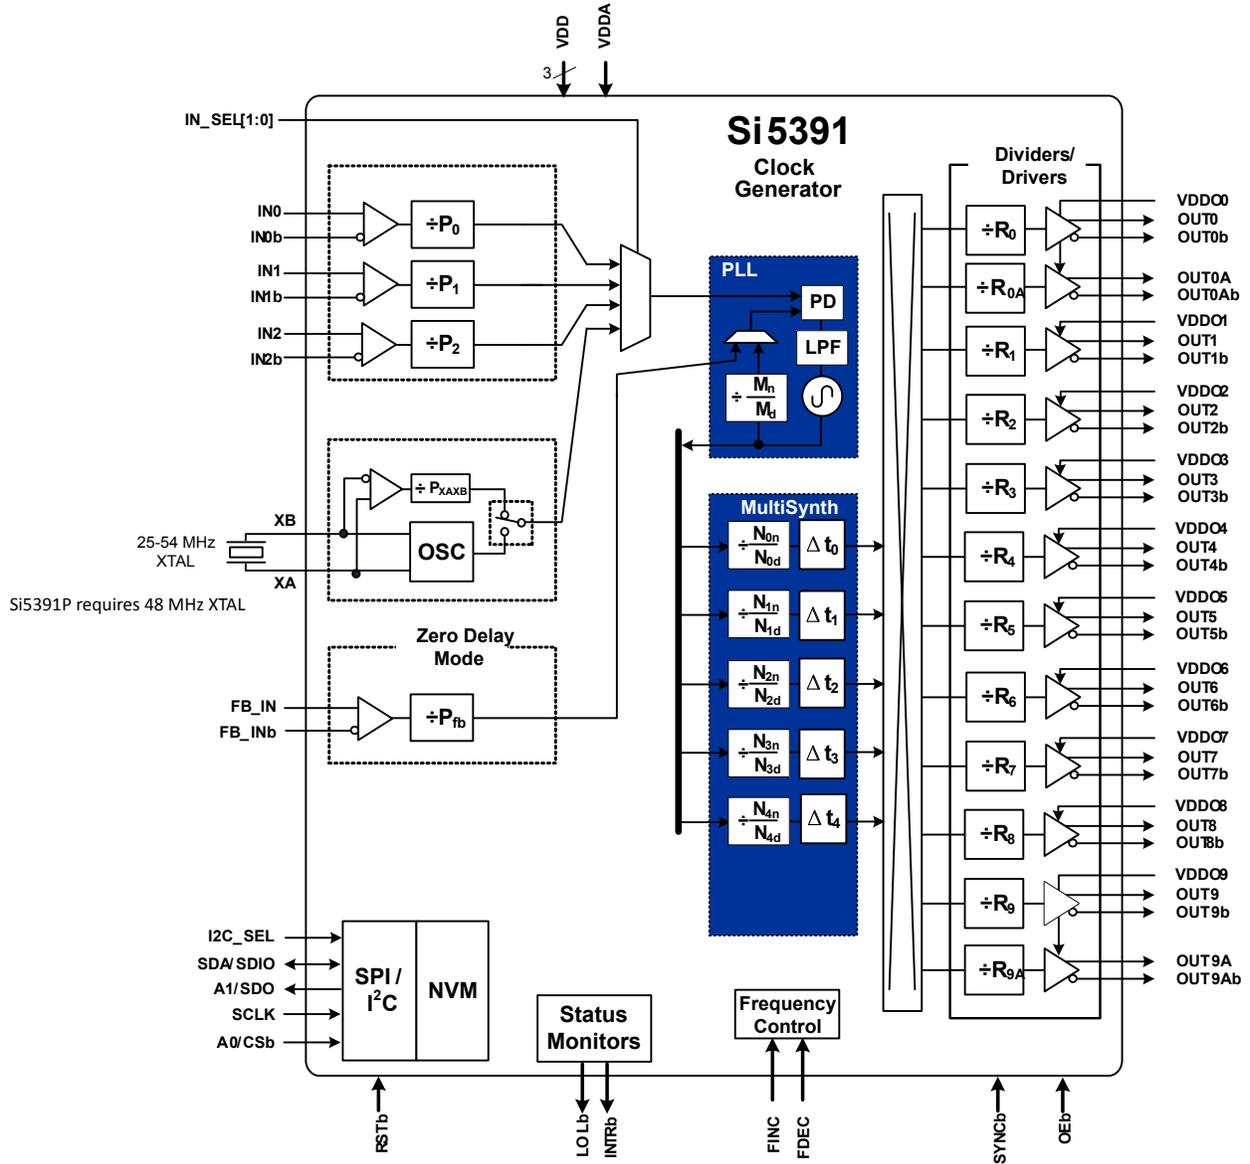 VDD
VDDA
3
IN_SEL[1:0]
Si5391
Clock
Generator
Dividers/
Drivers
IN0
IN0b
÷P0
IN1
IN1b
÷P1
IN2
IN2b
÷P2
PLL
PD
LPF
÷ Mn
Md
XB
25-54 MHz
XTAL
XA
Si5391P requires 48 MHz XTAL
÷ PXAXB
OSC
Zero Delay
Mode
FB_IN
FB_INb
÷Pfb
MultiSynth
÷ N0n
N0d
Δ t0
÷ N1n
N1d
Δ t1
÷ N2n
N2d
Δ t2
÷ N3n
N3d
Δ t3
÷ N4n
N4d
Δ t4
÷R0
VDDO0
OUT0
OUT0b
÷R0A
OUT0A
OUT0Ab
÷R1
VDDO1
OUT1
OUT1b
÷R2
VDDO2
OUT2
OUT2b
÷R3
VDDO3
OUT3
OUT3b
÷R4
VDDO4
OUT4
OUT4b
÷R5
VDDO5
OUT5
OUT5b
÷R6
VDDO6
OUT6
OUT6b
÷R7
VDDO7
OUT7
OUT7b
÷R8
VDDO8
OUT8
OUT8b
÷R9
VDDO9
OUT9
OUT9b
÷R9A
OUT9A
OUT9Ab
I2C_SEL
SDA/SDIO
A1/SDO
SCLK
A0/CSb
SPI/
I²C
NVM
Status
Monitors
Frequency
Control
RSTb
LOLb
INTRb
FINC
FDEC
SYNCb
OEb